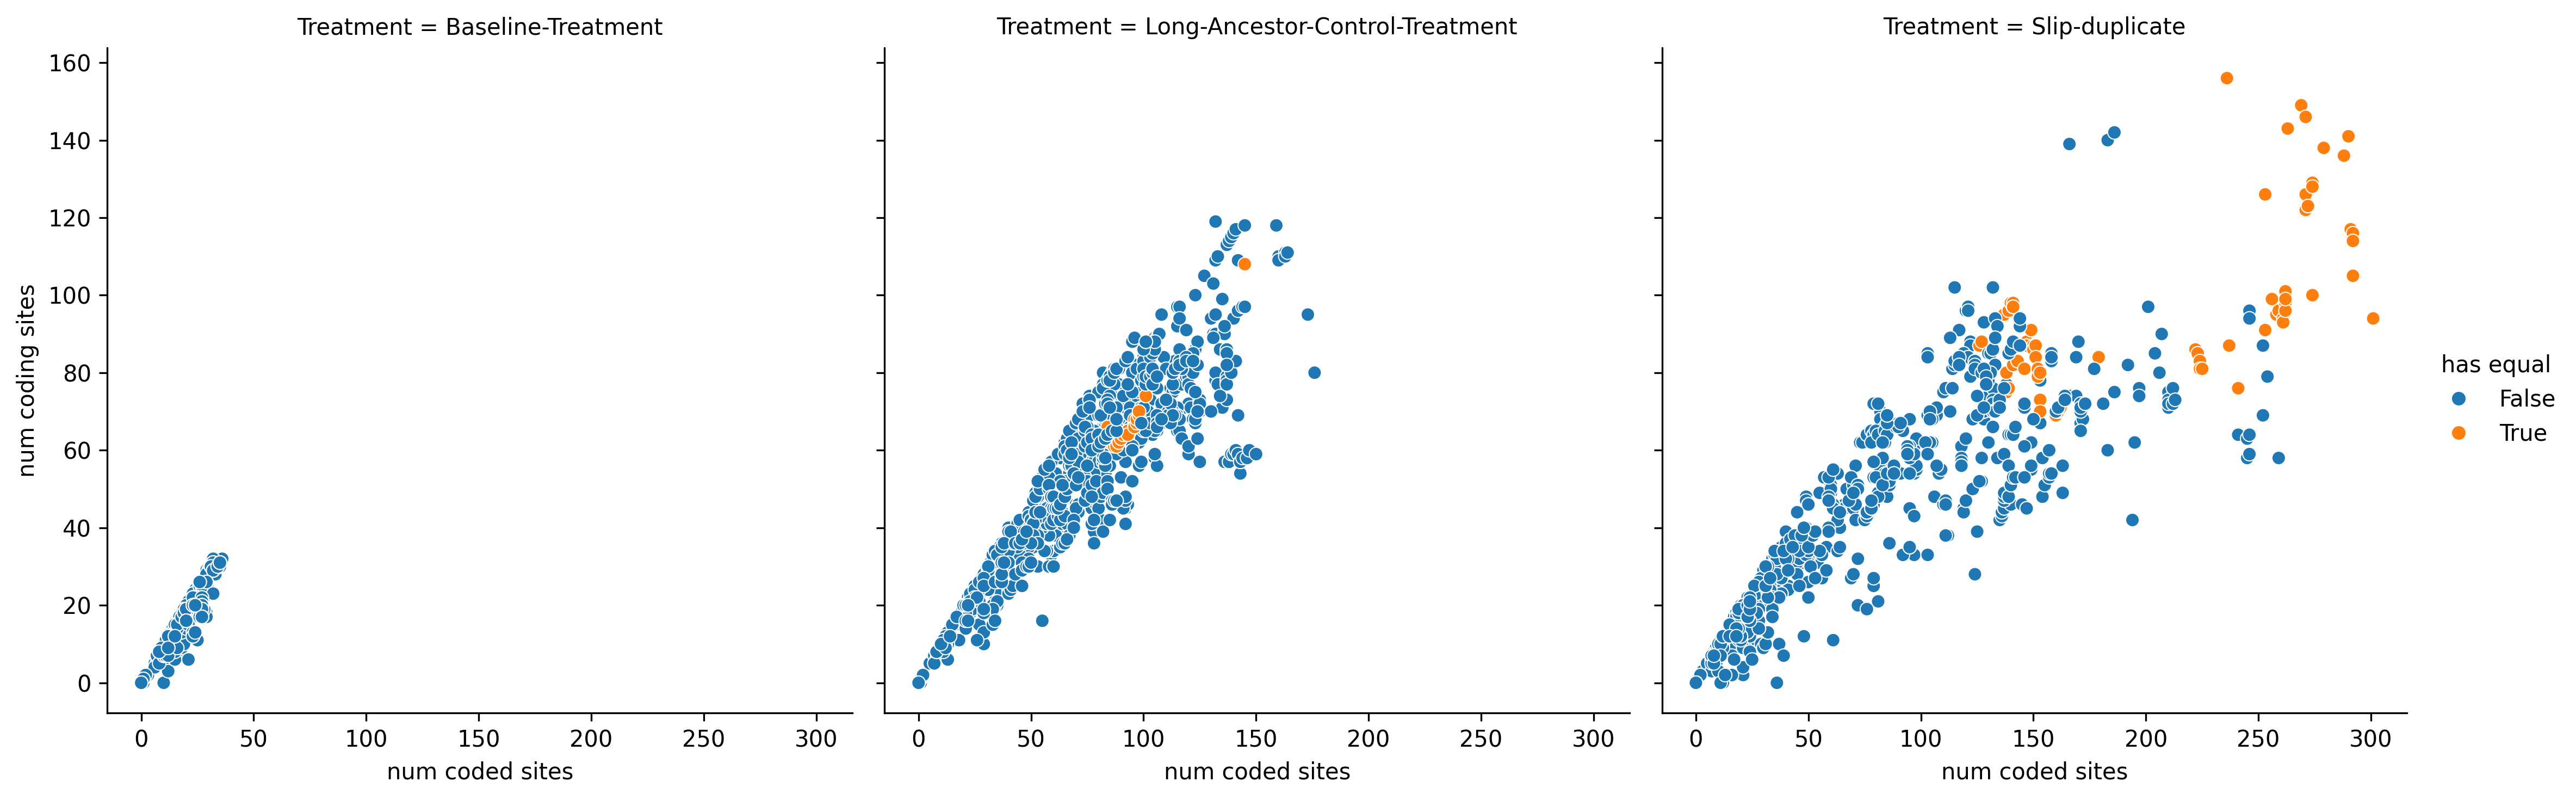 Treatment = Baseline-Treatment
Treatment = Long-Ancestor-Control-Treatment
Treatment = Slip-duplicate
160
140
120
100
80
60
40
20
0
num coding sites
0 50 100 150 200 250 300
0 50 100 150 200 250 300
0 50 100 150 200 250 300
num coded sites
num coded sites
num coded sites
has equal
False
True